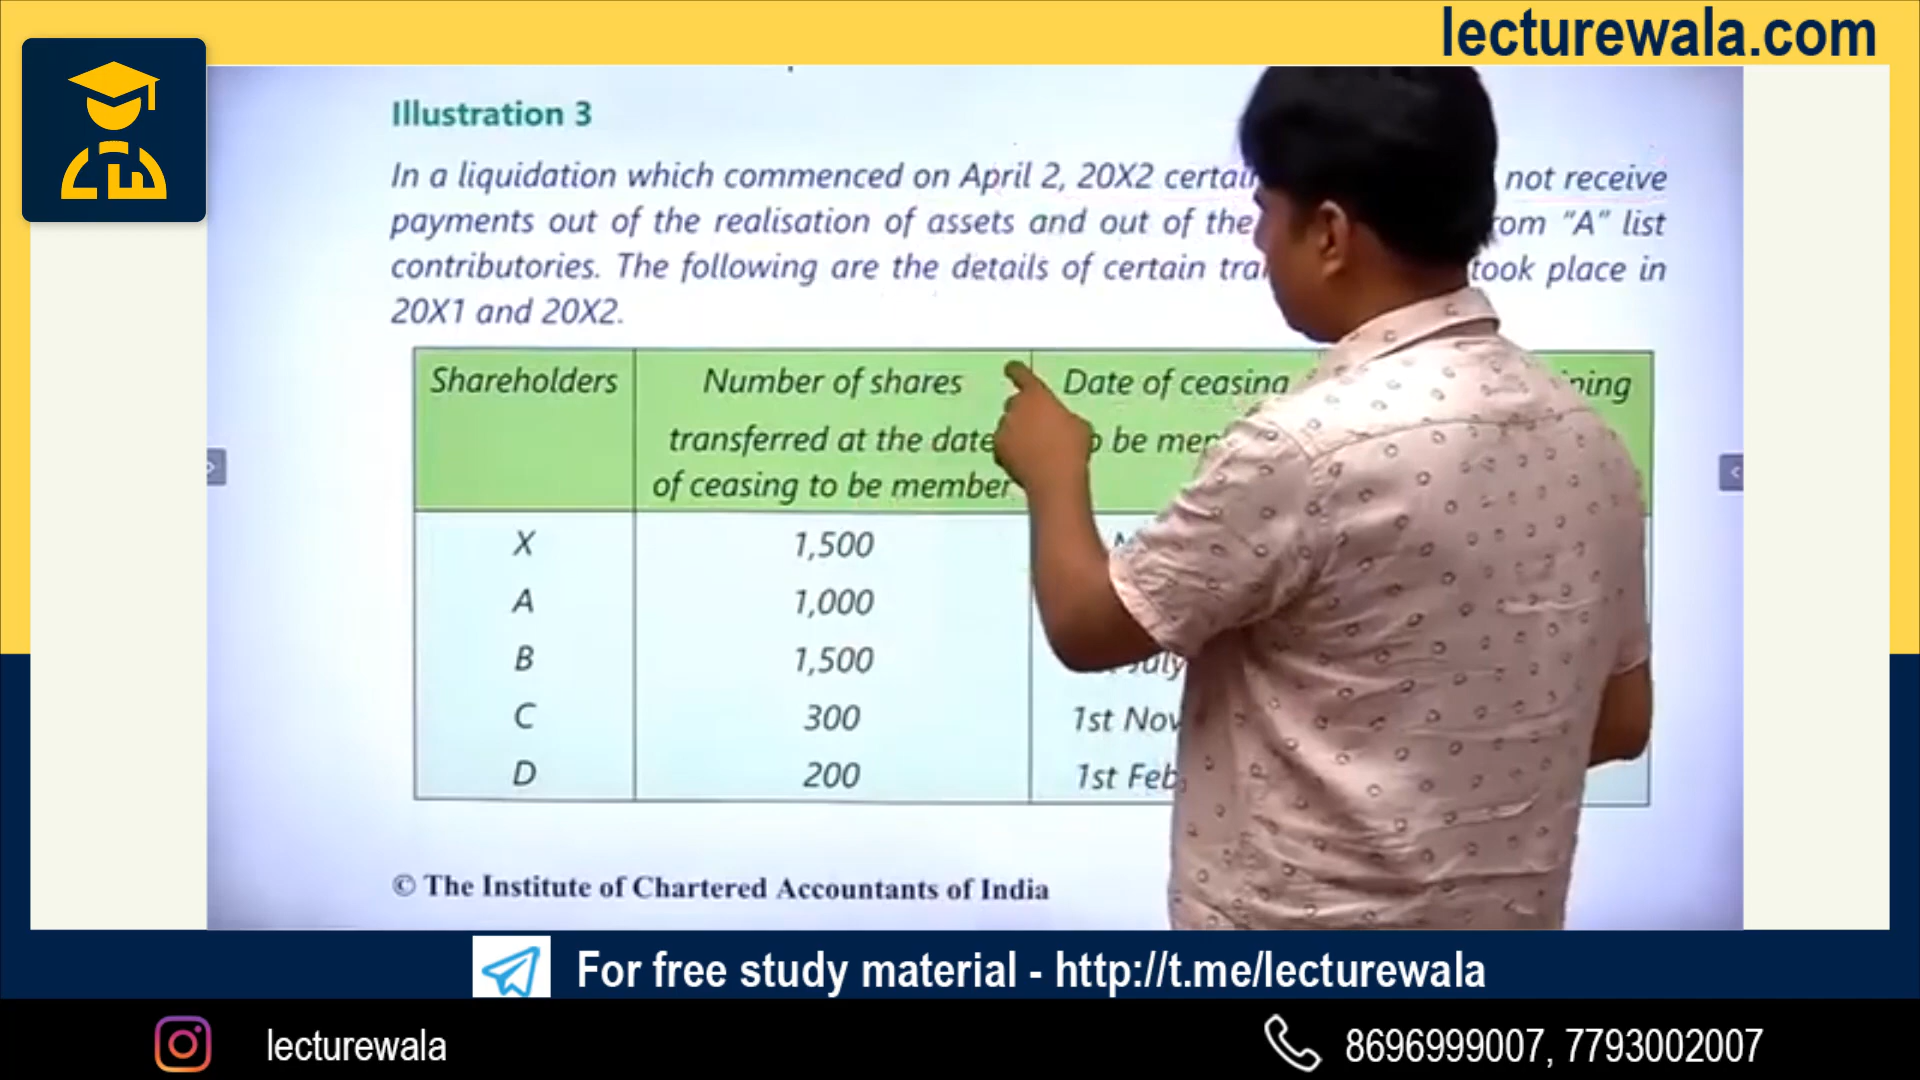 lecturewala.com
Illustration 3
In a liquidation which commenced on April 2, 20X2 not receive
payments out of the realisation of assets and out of the "A" list
contributories. The following are the details of certain took place in
20X1 and 20X2.
Shareholders Number of shares Date of ceasing
transferred at the date be
of ceasing to be member
X 1,500
A 1,000
B 1,500 July
C 300 1st Nov
D 200 1st Feb
© The Institute of Chartered Accountants of India
For free study material - http://t.me/lecturewala
lecturewala 8696999007, 7793002007